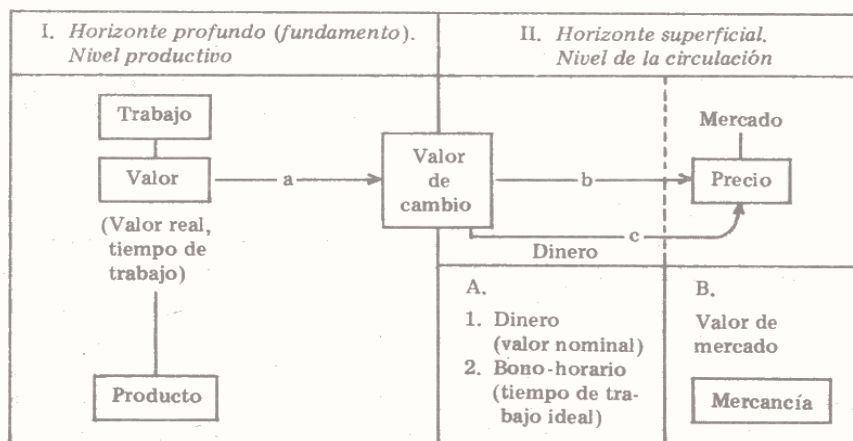 I. Horizonte profundo (fundamento).
Nivel productivo
II. Horizonte superficial.
Nivel de la circulación
Trabajo
Valor
(Valor real,
tiempo de
trabajo)
Producto
a
Valor
de
cambio
b
c
Dinero
Mercado
Precio
A.
1. Dinero
(valor nominal)
2. Bono-horario
(tiempo de tra-
bajo ideal)
B.
Valor de
mercado
Mercancía